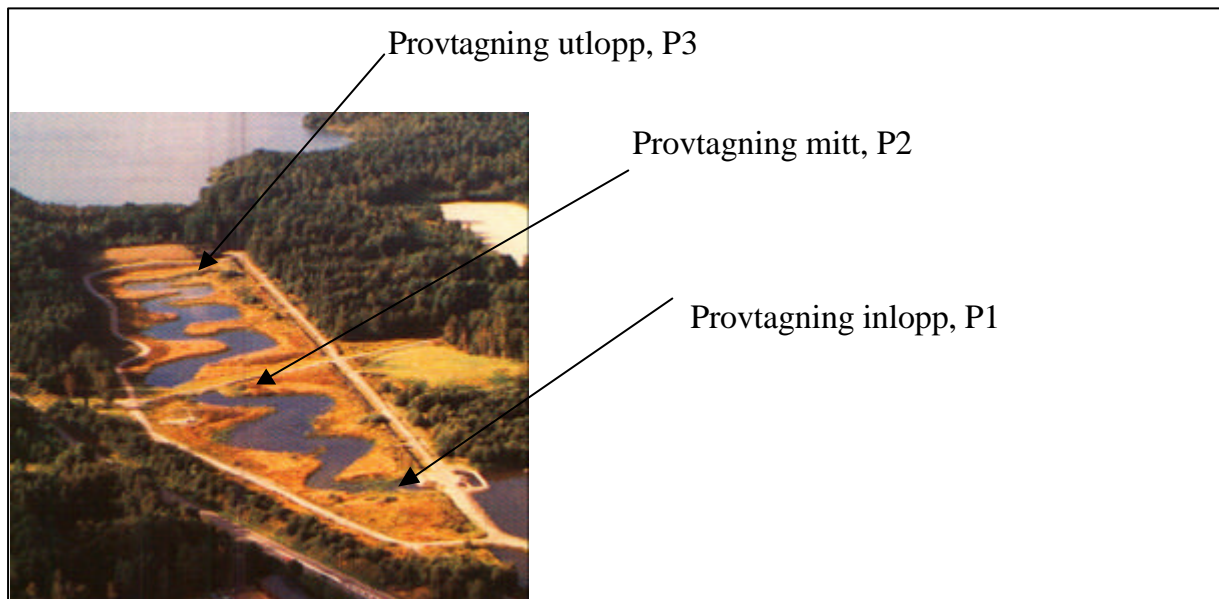 Provtagning utlopp, P3
Provtagning mitt, P2
Provtagning inlopp, P1